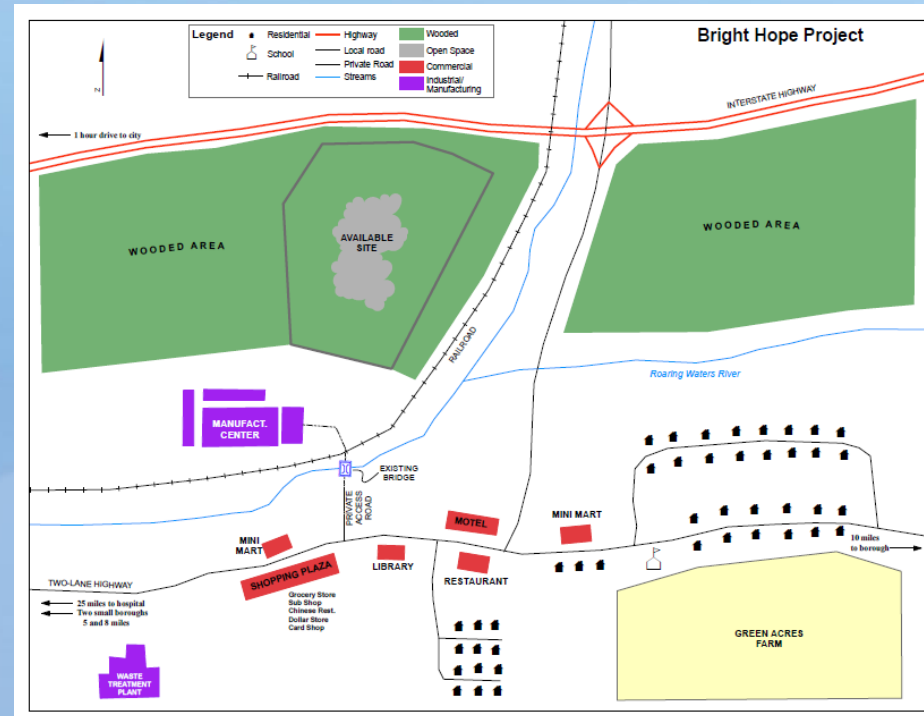 Bright Hope Project
Legend
Residential
School
Railroad
Highway
Local road
Private Road
Streams
Wooded
Open Space
Commercial
Industrial/
Manufacturing
N
INTERSTATE HIGHWAY
1 hour drive to city
WOODED AREA
AVAILABLE
SITE
WOODED AREA
RAILROAD
Roaring Waters River
MANUFACT.
CENTER
EXISTING
BRIDGE
PRIVATE
ACCESS
ROAD
MINI
MART
SHOPPING PLAZA
Grocery Store
Sub Shop
Chinese Rest.
Dollar Store
Card Shop
LIBRARY
MOTEL
RESTAURANT
MINI MART
10 miles
to borough
TWO-LANE HIGHWAY
25 miles to hospital
Two small boroughs
5 and 8 miles
WASTE
TREATMENT
PLANT
GREEN ACRES
FARM